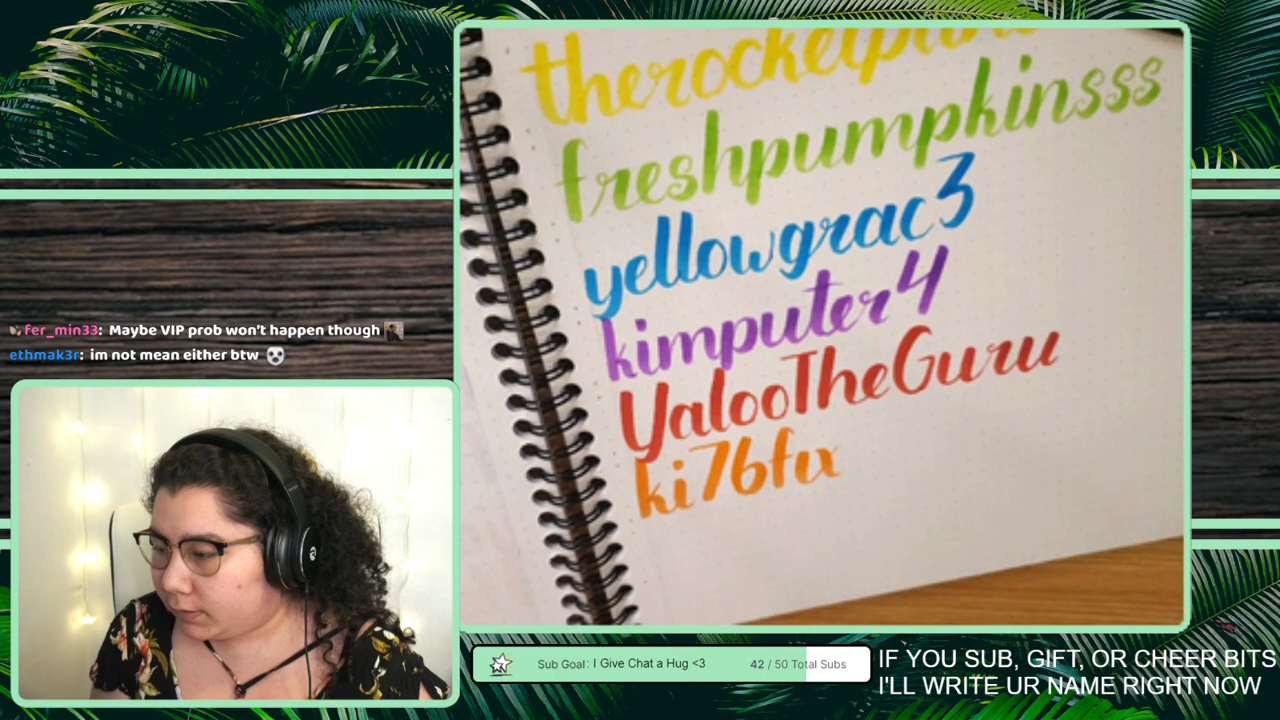 freshpumpkinsss
yellowgrac3
kimputer4
YalooTheGuru
ki76fux
fer_min33: Maybe VIP prob won't happen though
ethmak3r: im not mean either btw
Sub Goal: I Give Chat a Hug <3 42 / 50 Total Subs
IF YOU SUB, GIFT, OR CHEER BITS
I'LL WRITE UR NAME RIGHT NOW